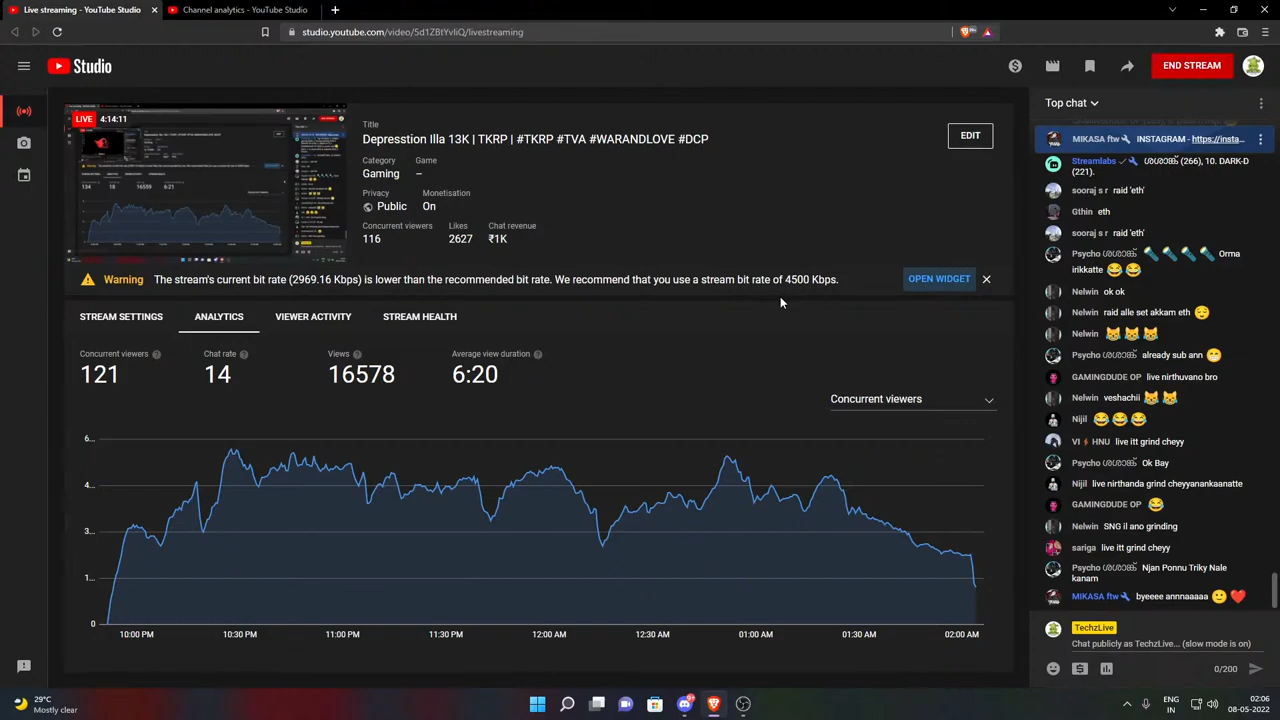 Live streaming - YouTube Studio
Channel analytics - YouTube Studio
studio.youtube.com/video/5d1ZBtYvliQ/livestreaming
Studio
END STREAM
LIVE 4:14:11
Title
Depresstion Illa 13K | TKRP | #TKRP #TVA #WARANDLOVE #DCP
EDIT
Category Game
Gaming –
Privacy Monetisation
Public On
Concurrent viewers Likes Chat revenue
116 2627 ₹1K
Warning The stream's current bit rate (2969.16 Kbps) is lower than the recommended bit rate. We recommend that you use a stream bit rate of 4500 Kbps.
OPEN WIDGET
STREAM SETTINGS ANALYTICS VIEWER ACTIVITY STREAM HEALTH
Concurrent viewers Chat rate Views Average view duration
121 14 16578 6:20
Concurrent viewers
6...
4...
3...
1...
0
10:00 PM 10:30 PM 11:00 PM 11:30 PM 12:00 AM 12:30 AM 01:00 AM 01:30 AM 02:00 AM
Top chat
MIKASA ftw INSTAGRAM - https://insta...
Streamlabs (266), 10. DARK-D
(221).
sooraj s r raid 'eth'
Gthin eth
sooraj s r raid 'eth'
Psycho 🔦 🔦 🔦 🔦 Orma
irikkatte 😂 😂
Nelwin ok ok
Nelwin raid alle set akkam eth 😌
Nelwin 😹 😹 😹
Psycho already sub ann 😁
GAMINGDUDE OP live nirthuvano bro
Nelwin veshachii 😹 😹
Nijil 😂 😂 😂
VI⚡HNU live itt grind cheyy
Psycho Ok Bay
Nijil live nirthanda grind cheyyanankaanatte
GAMINGDUDE OP 😂
Nelwin SNG il ano grinding
sariga live itt grind cheyy
Psycho Njan Ponnu Triky Nale
kanam
MIKASA ftw byeeee annnaaaaa 🙂 ❤️
TechzLive
Chat publicly as TechzLive... (slow mode is on)
0/200
29°C
Mostly clear
ENG
IN
02:06
08-05-2022